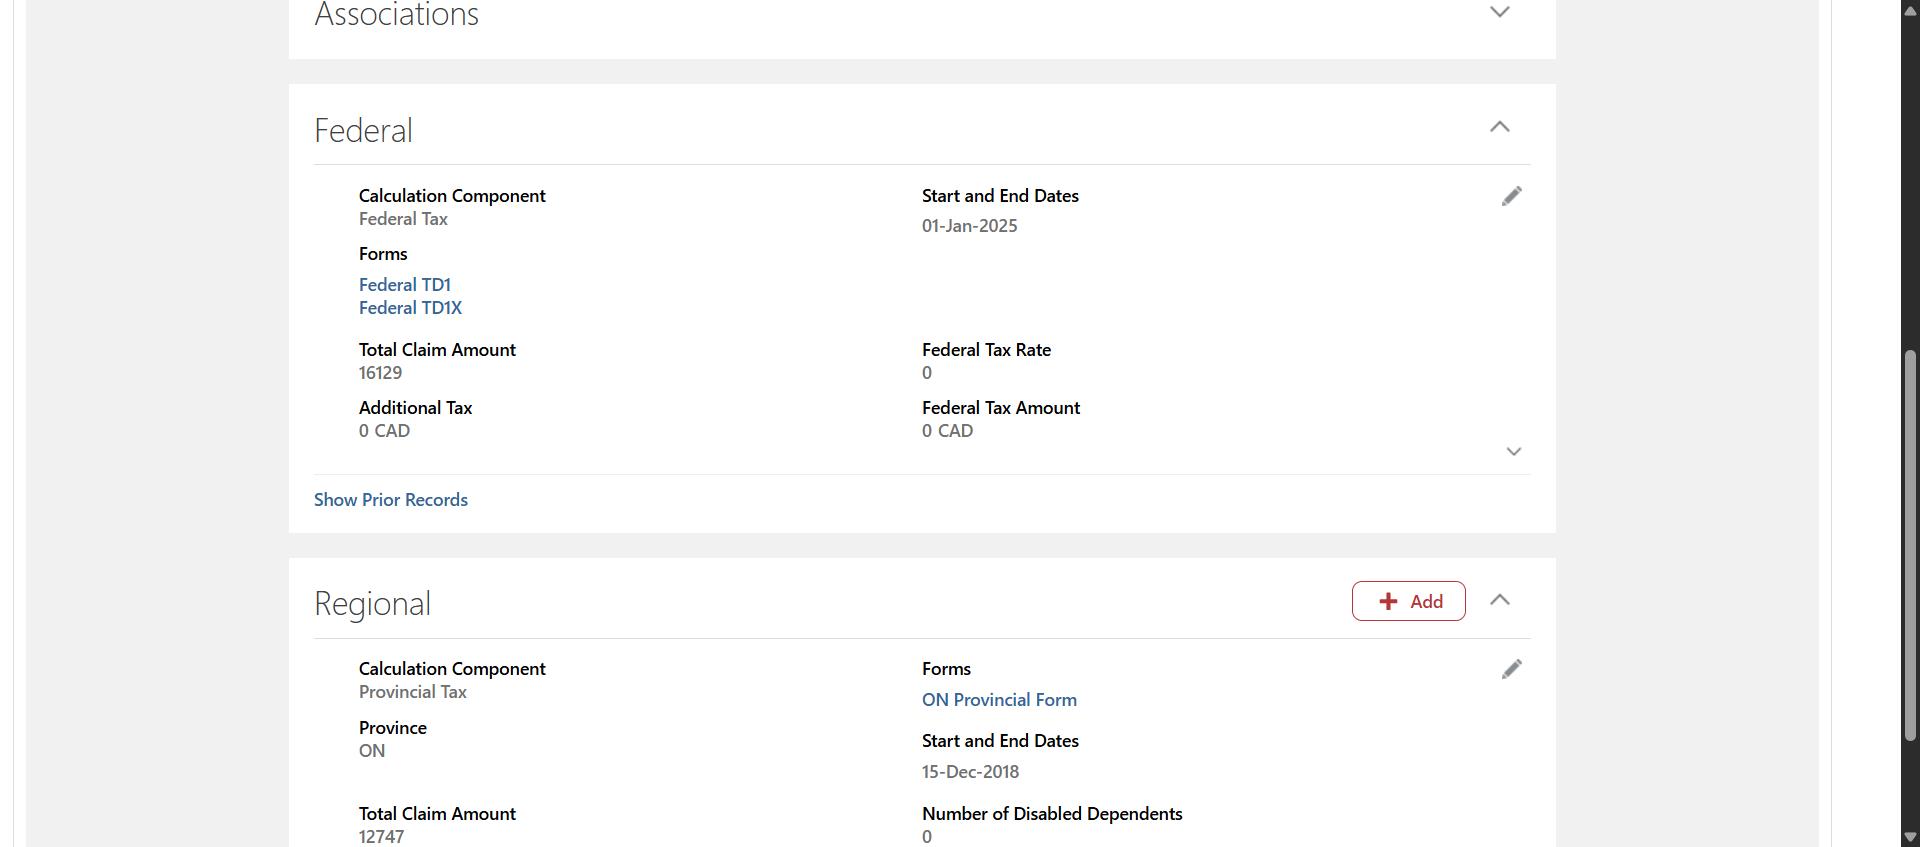 Associations
Federal
Calculation Component
Federal Tax
Start and End Dates
01-Jan-2025
Forms
Federal TD1
Federal TD1X
Total Claim Amount
16129
Federal Tax Rate
0
Additional Tax
0 CAD
Federal Tax Amount
0 CAD
Show Prior Records
Regional
Add
Calculation Component
Provincial Tax
Forms
ON Provincial Form
Province
ON
Start and End Dates
15-Dec-2018
Total Claim Amount
12747
Number of Disabled Dependents
0